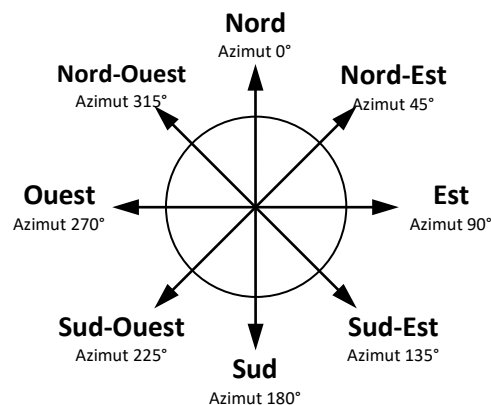 Nord
Azimut 0°
Nord-Ouest
Azimut 315°
Nord-Est
Azimut 45°
Ouest
Azimut 270°
Est
Azimut 90°
Sud-Ouest
Azimut 225°
Sud-Est
Azimut 135°
Sud
Azimut 180°